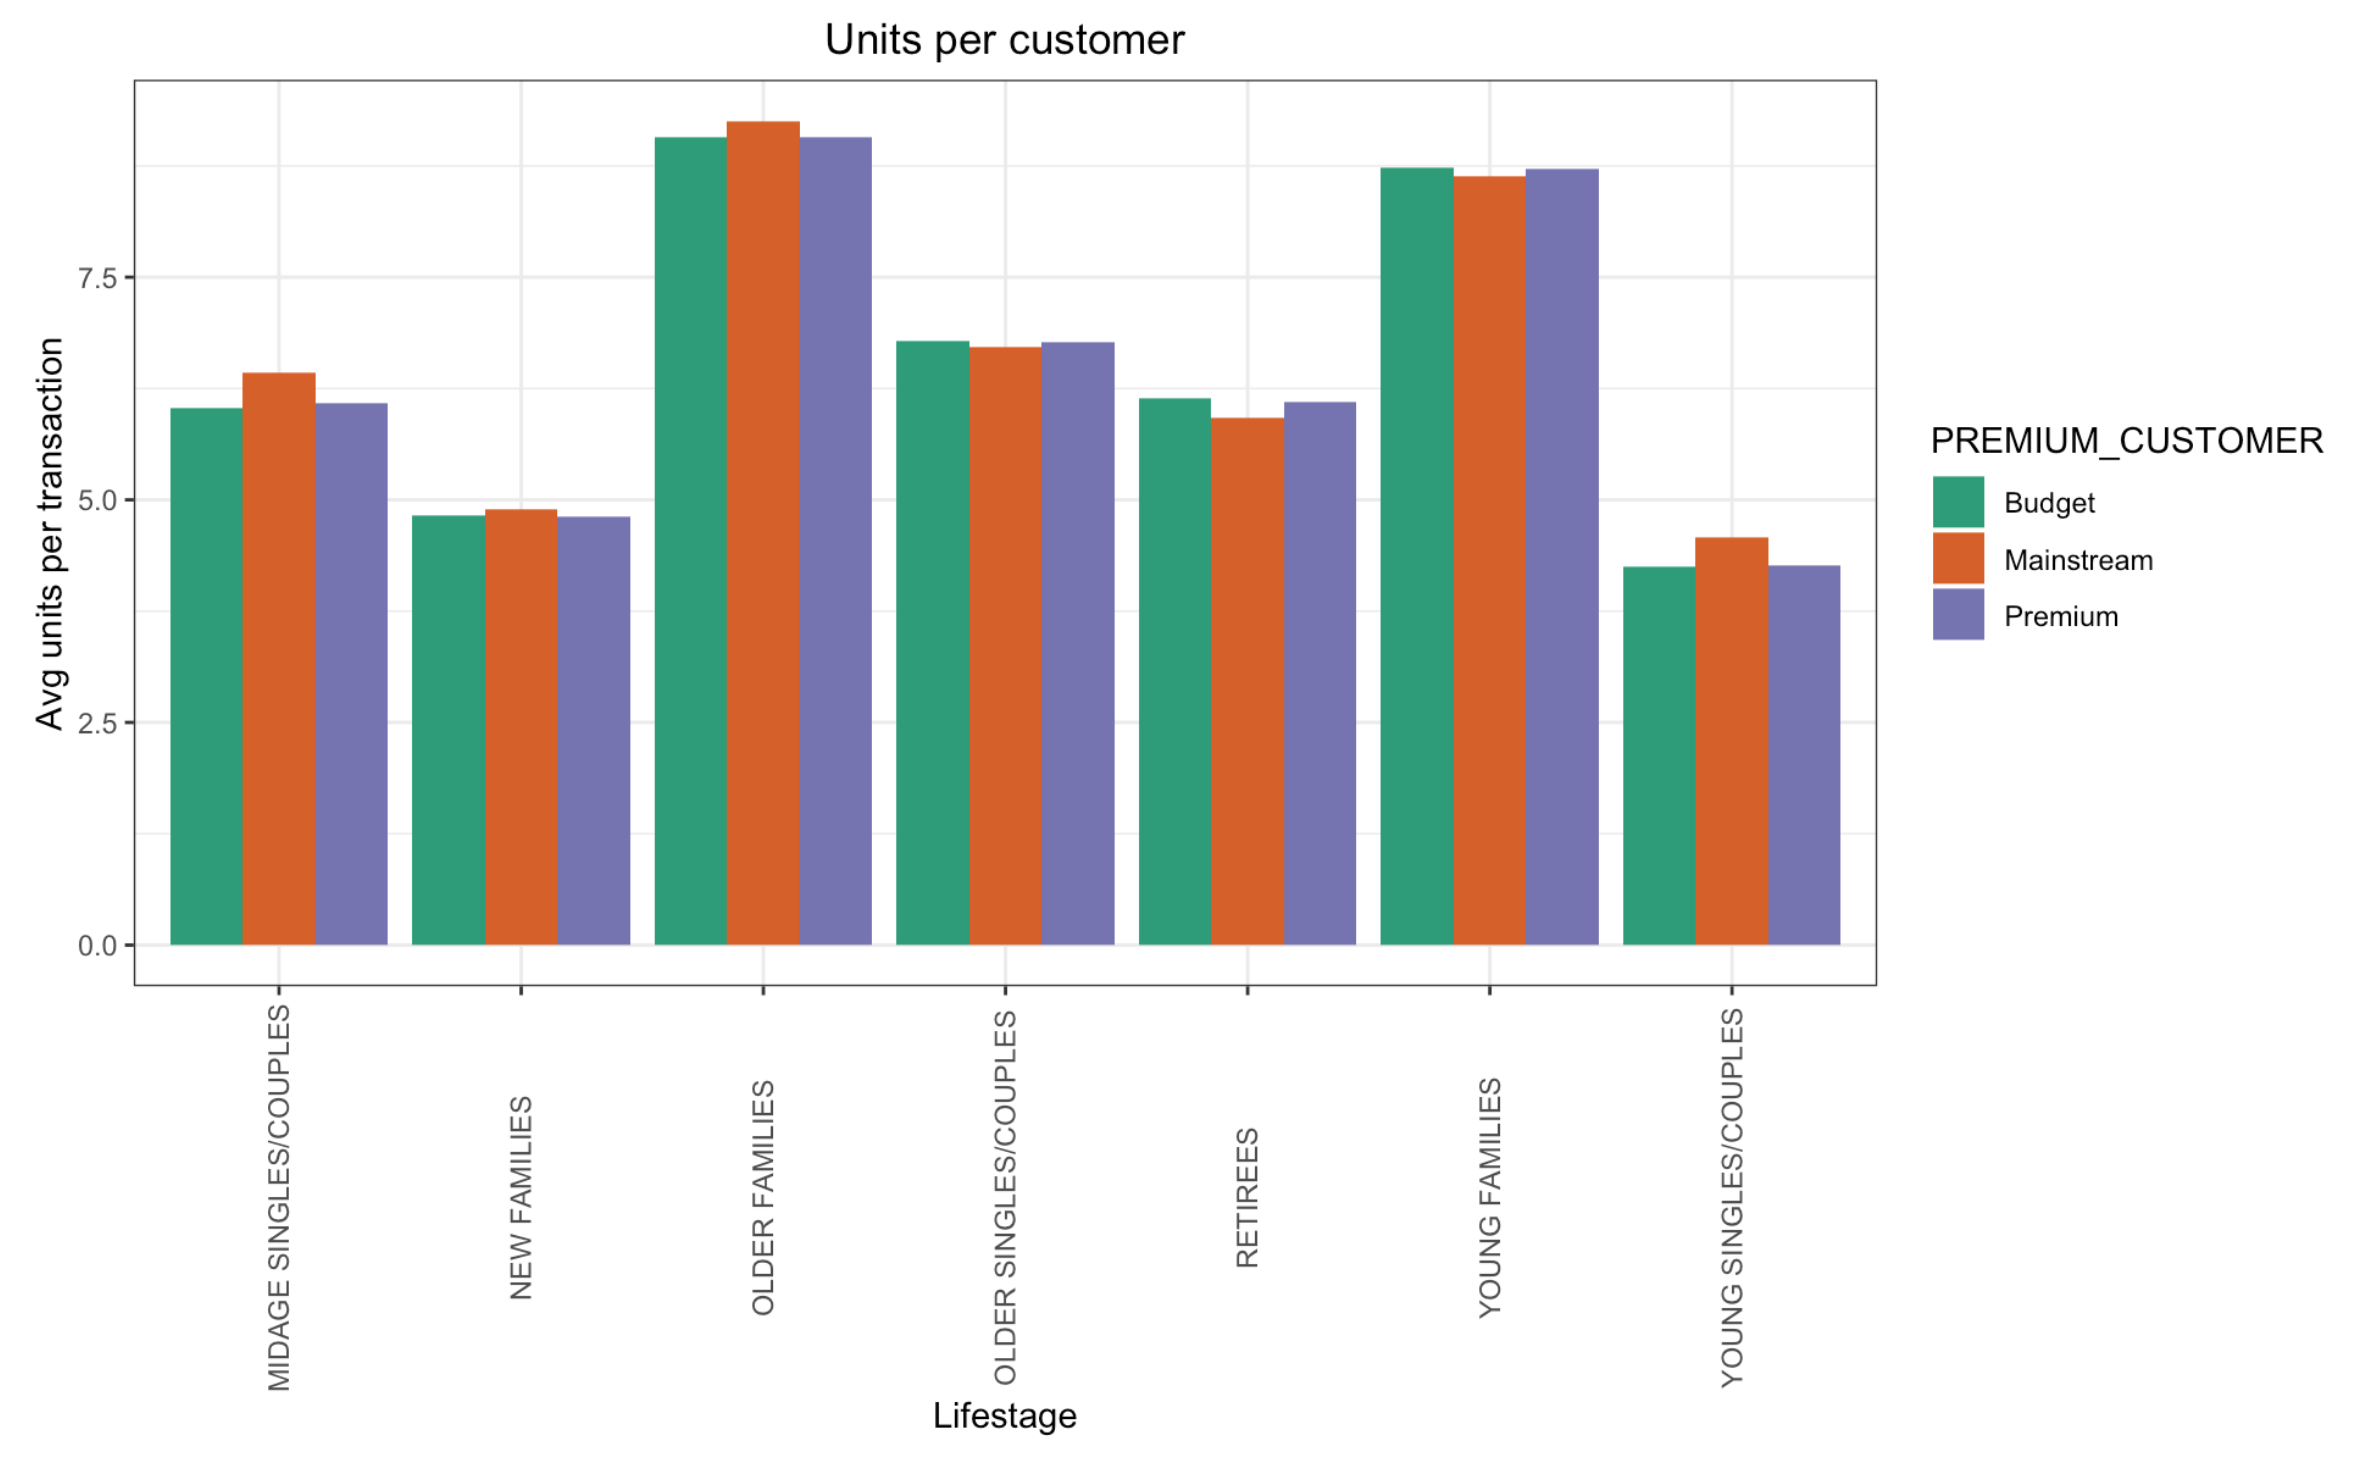 Units per customer
Avg units per transaction
7.5
5.0
2.5
0.0
MIDAGE SINGLES/COUPLES
NEW FAMILIES
OLDER FAMILIES
OLDER SINGLES/COUPLES
RETIREES
YOUNG FAMILIES
YOUNG SINGLES/COUPLES
Lifestage
PREMIUM_CUSTOMER
Budget
Mainstream
Premium